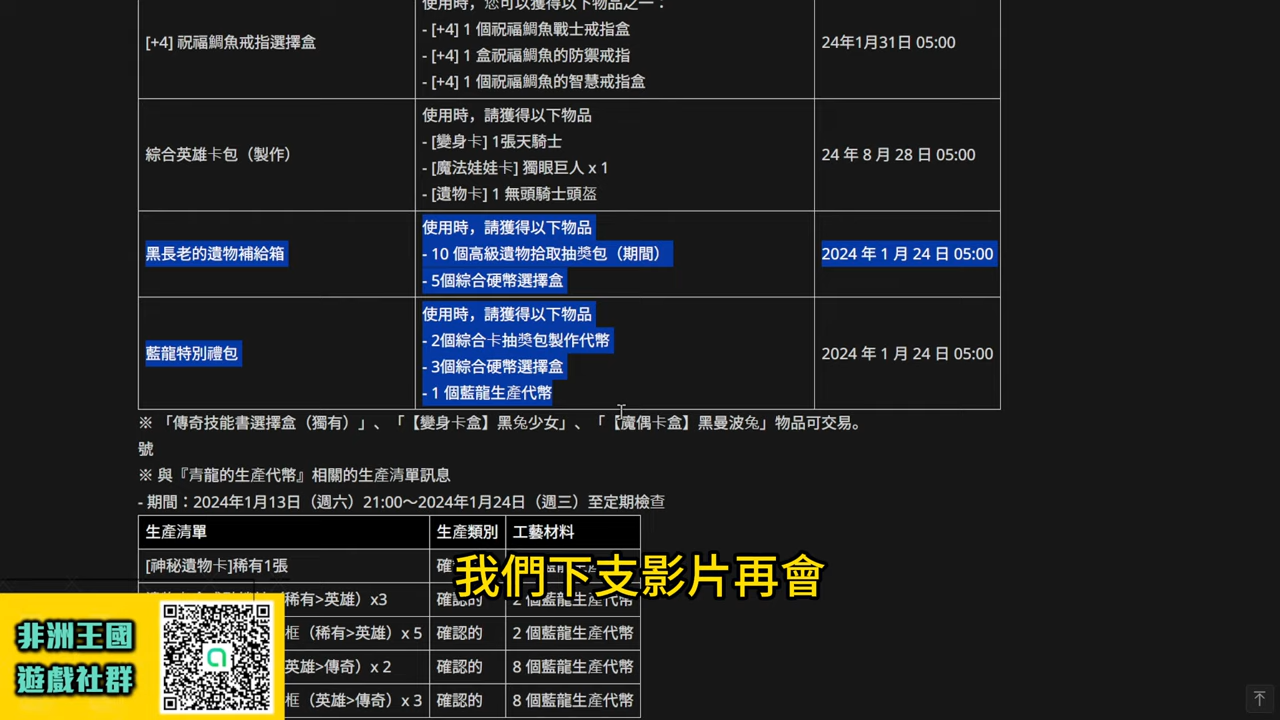 使用時，您可以獲得以下物品之一：
[+4] 祝福鯛魚戒指選擇盒
- [+4] 1 個祝福鯛魚戰士戒指盒
- [+4] 1 盒祝福鯛魚的防禦戒指
- [+4] 1 個祝福鯛魚的智慧戒指盒
24年1月31日 05:00
綜合英雄卡包（製作）
使用時，請獲得以下物品
- [變身卡] 1張天騎士
- [魔法娃娃卡] 獨眼巨人 x 1
- [遺物卡] 1 無頭騎士頭盔
24 年 8 月 28 日 05:00
黑長老的遺物補給箱
使用時，請獲得以下物品
- 10 個高級遺物拾取抽獎包（期間）
- 5個綜合硬幣選擇盒
2024 年 1 月 24 日 05:00
藍龍特別禮包
使用時，請獲得以下物品
- 2個綜合卡抽獎包製作代幣
- 3個綜合硬幣選擇盒
- 1 個藍龍生產代幣
2024 年 1 月 24 日 05:00
※ 「傳奇技能書選擇盒（獨有）」、「【變身卡盒】黑兔少女」、「【魔偶卡盒】黑曼波兔」物品可交易。
號
※ 與『青龍的生產代幣』相關的生產清單訊息
- 期間：2024年1月13日（週六）21:00～2024年1月24日（週三）至定期檢查
生產清單 生產類別 工藝材料
[神秘遺物卡]稀有1張
稀有>英雄）x3 確認的 2 個藍龍生產代幣
框（稀有>英雄）x 5 確認的 2 個藍龍生產代幣
英雄>傳奇）x 2 確認的 8 個藍龍生產代幣
框（英雄>傳奇）x 3 確認的 8 個藍龍生產代幣
我們下支影片再會
非洲王國
遊戲社群